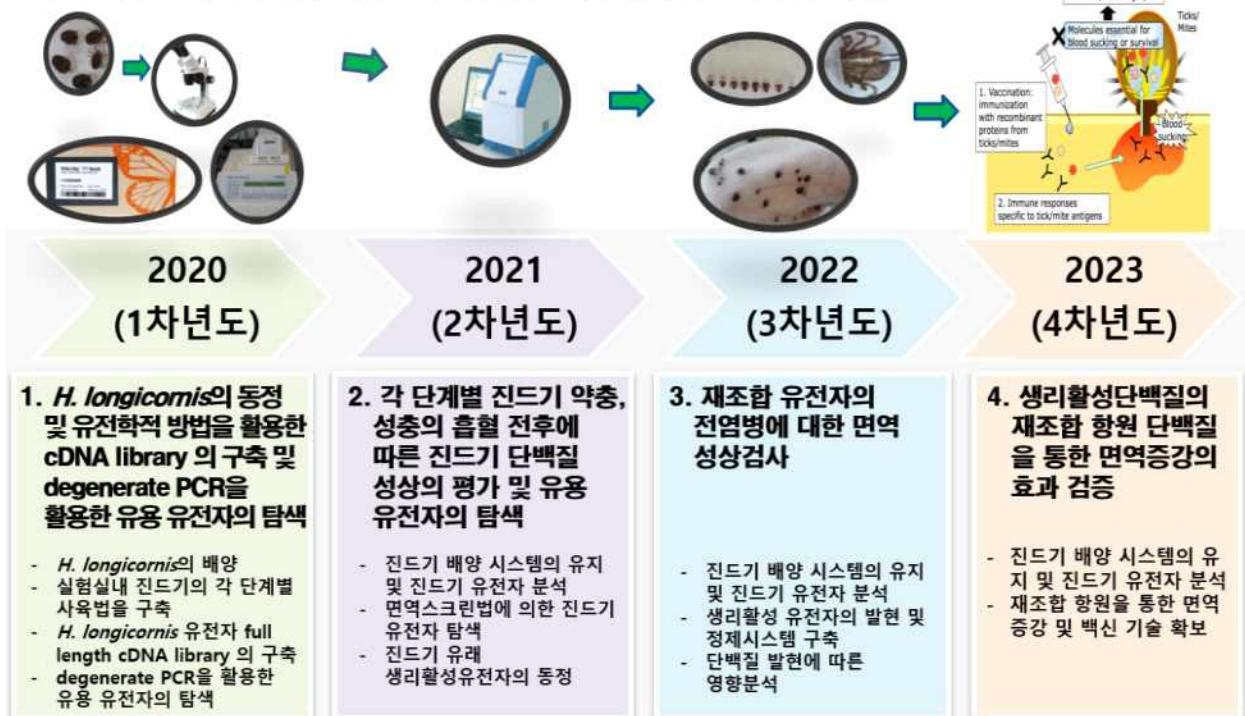 Ticks/
Mites
Molecules essential for
blood sucking or survival
1. Vaccination:
immunization
with recombinant
proteins from
ticks/mites
Blood
sucking
2. Immune responses
specific to tick/mite antigens
2020
(1차년도)
2021
(2차년도)
2022
(3차년도)
2023
(4차년도)
1. H. longicornis의 동정
및 유전학적 방법을 활용한
cDNA library 의 구축 및
degenerate PCR을
활용한 유용 유전자의 탐색
- H. longicornis의 배양
- 실험실내 진드기의 각 단계별
사육법을 구축
- H. longicornis 유전자 full
length cDNA library 의 구축
- degenerate PCR을 활용한
유용 유전자의 탐색
2. 각 단계별 진드기 약충,
성충의 흡혈 전후에
따른 진드기 단백질
성상의 평가 및 유용
유전자의 탐색
- 진드기 배양 시스템의 유지
및 진드기 유전자 분석
- 면역스크린법에 의한 진드기
유전자 탐색
- 진드기 유래
생리활성유전자의 동정
3. 재조합 유전자의
전염병에 대한 면역
성상검사
- 진드기 배양 시스템의 유지
및 진드기 유전자 분석
- 생리활성 유전자의 발현 및
정제시스템 구축
- 단백질 발현에 따른
영향분석
4. 생리활성단백질의
재조합 항원 단백질
을 통한 면역증강의
효과 검증
- 진드기 배양 시스템의 유
지 및 진드기 유전자 분석
- 재조합 항원을 통한 면역
증강 및 백신 기술 확보